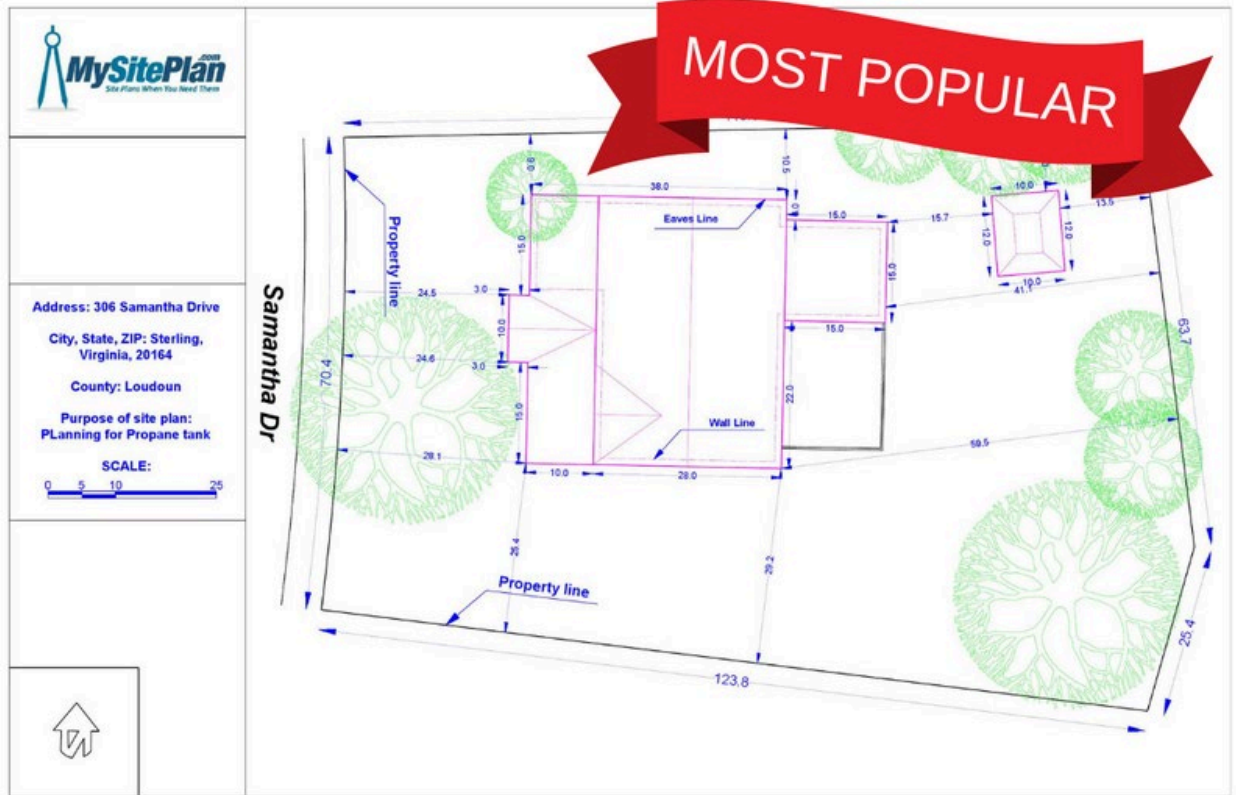 MySitePlan.com
Site Plans When You Need Them
MOST POPULAR
Address: 306 Samantha Drive
City, State, ZIP: Sterling,
Virginia, 20164
County: Loudoun
Purpose of site plan:
PLanning for Propane tank
SCALE:
0 5 10 25
Samantha Dr
Property line
70.4
9.0
38.0
10.5
Eaves Line
15.0
15.0
15.7
10.0
13.5
12.0
12.0
10.0
41.1
15.0
15.0
24.5
3.0
10.0
24.6
3.0
15.0
22.0
Wall Line
28.1
10.0
28.0
59.5
63.7
25.4
29.2
25.4
Property line
123.8